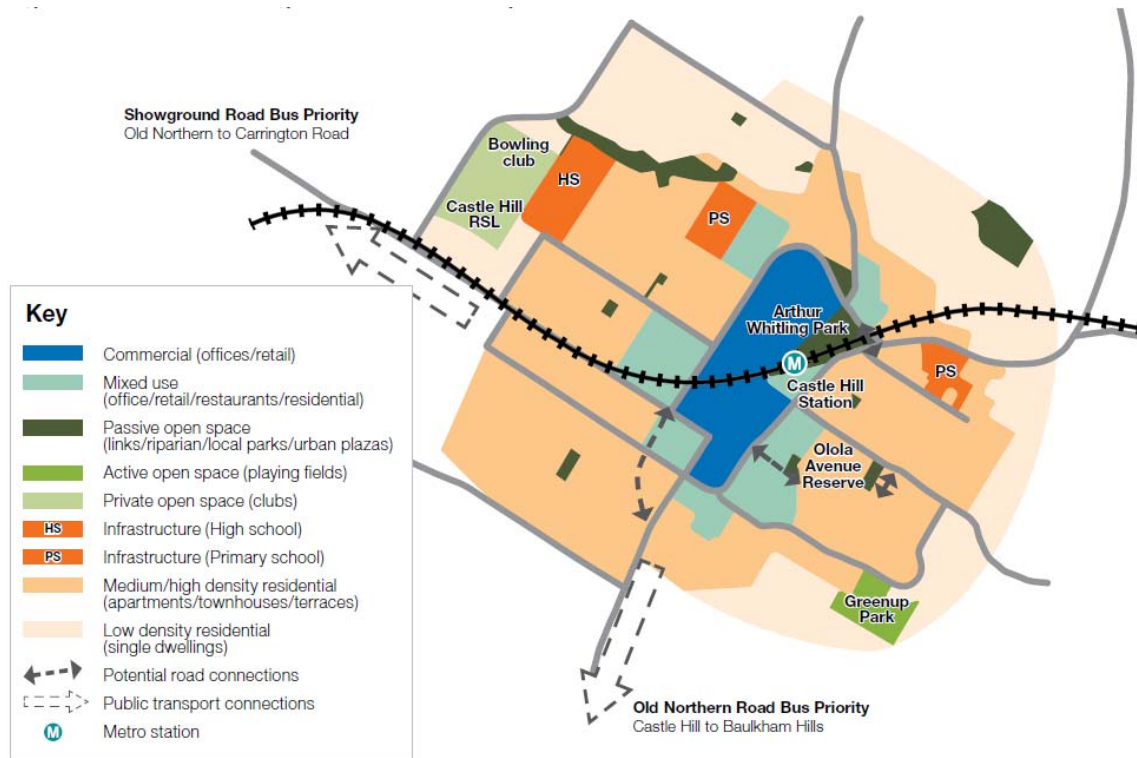 Showground Road Bus Priority
Old Northern to Carrington Road
Bowling
club
HS
Castle Hill
RSL
PS
Arthur
Whitling Park
M
Castle Hill
Station
PS
Olola
Avenue
Reserve
Greenup
Park
Old Northern Road Bus Priority
Castle Hill to Baulkham Hills
Key
Commercial (offices/retail)
Mixed use
(office/retail/restaurants/residential)
Passive open space
(links/riparian/local parks/urban plazas)
Active open space (playing fields)
Private open space (clubs)
HS Infrastructure (High school)
PS Infrastructure (Primary school)
Medium/high density residential
(apartments/townhouses/terraces)
Low density residential
(single dwellings)
Potential road connections
Public transport connections
M Metro station